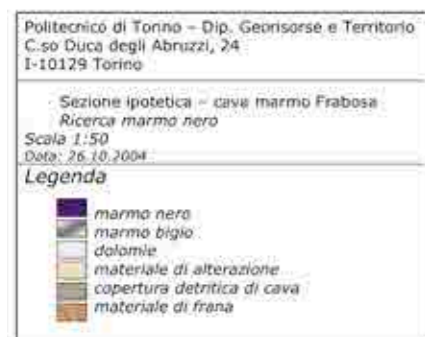 Politecnico di Torino – Dip. Georisorse e Territorio
C.so Duca degli Abruzzi, 24
I-10129 Torino
Sezione ipotetica – cava marmo Frabosa
Ricerca marmo nero
Scala 1:50
Data: 26.10.2004
Legenda
marmo nero
marmo bigio
dolomie
materiale di alterazione
copertura detritica di cava
materiale di frana